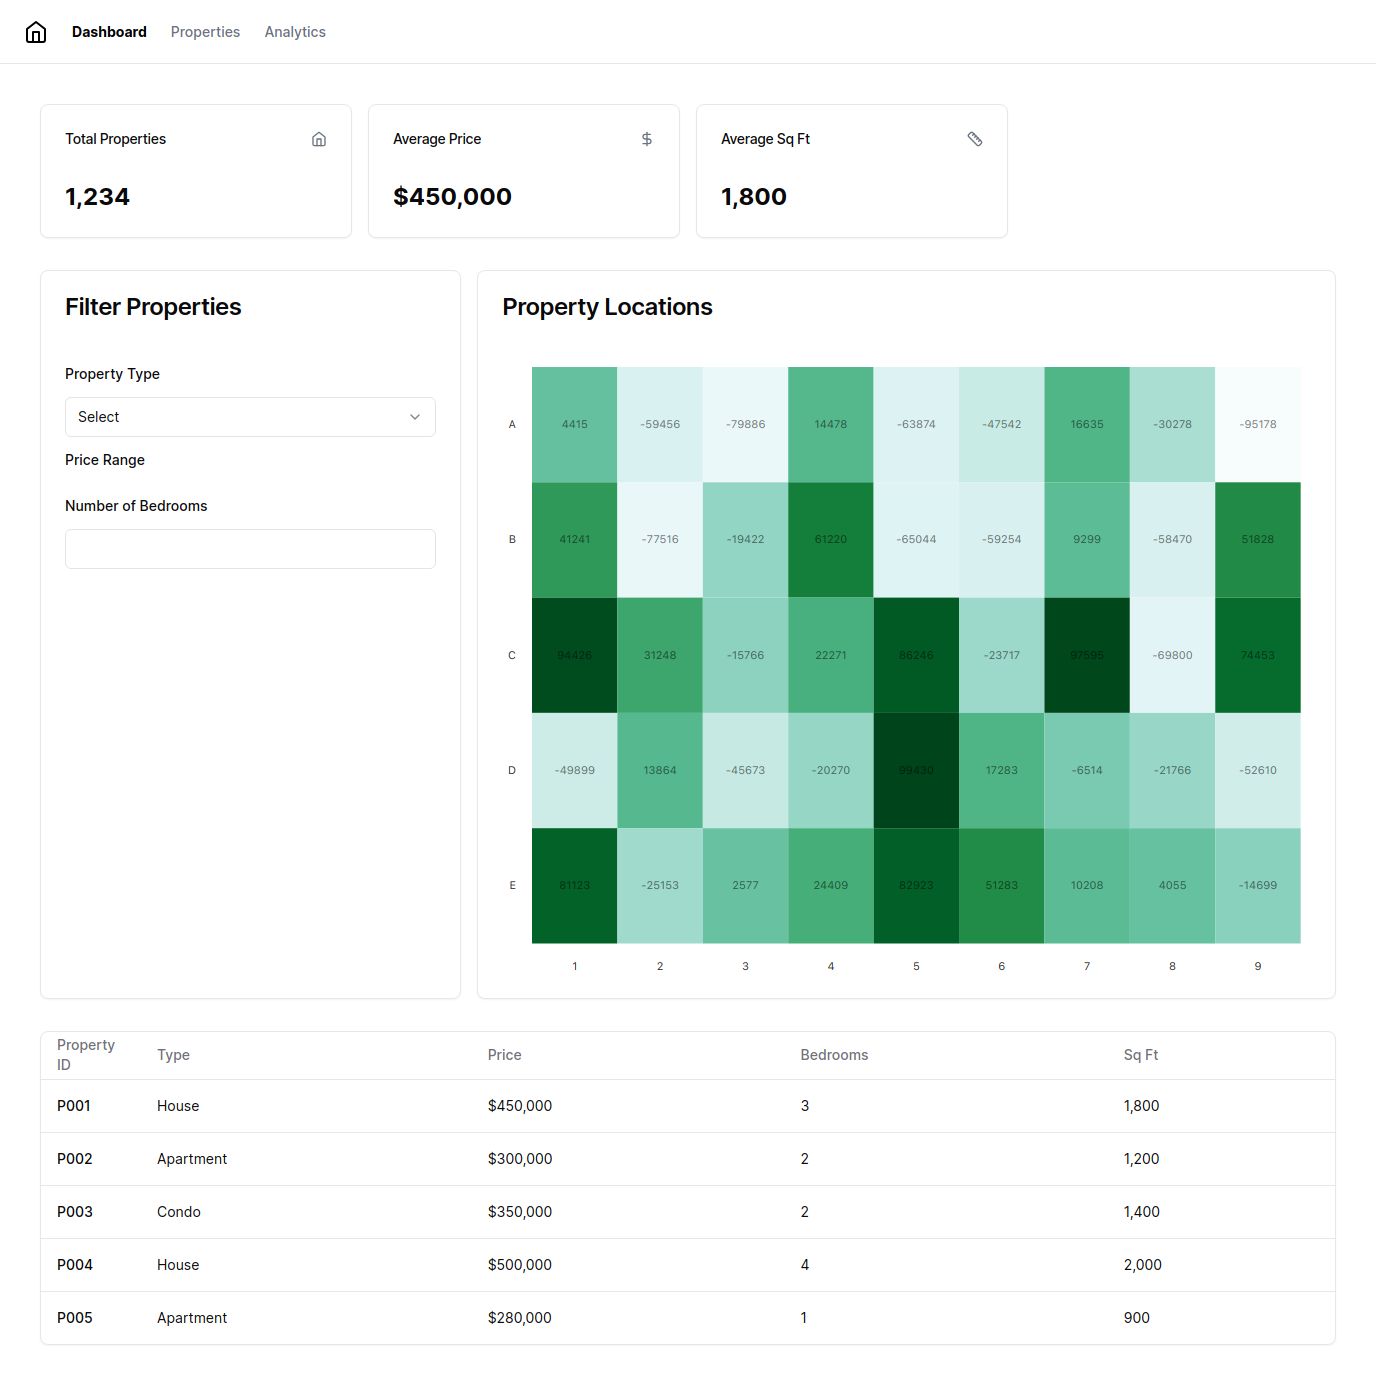 Dashboard Properties Analytics
Total Properties
1,234
Average Price
$450,000
Average Sq Ft
1,800
Filter Properties
Property Type
Select
Price Range
Number of Bedrooms
Property Locations
A 4415 -59456 -79886 14478 -63874 -47542 16635 -30278 -95178
B 41241 -77516 -19422 61220 -65044 -59254 9299 -58470 51828
C 94426 31248 -15766 22271 86246 -23717 97595 -69800 74453
D -49899 13864 -45673 -20270 99430 17283 -6514 -21766 -52610
E 81123 -25153 2577 24409 82923 51283 10208 4055 -14699
1 2 3 4 5 6 7 8 9
Property ID Type Price Bedrooms Sq Ft
P001 House $450,000 3 1,800
P002 Apartment $300,000 2 1,200
P003 Condo $350,000 2 1,400
P004 House $500,000 4 2,000
P005 Apartment $280,000 1 900